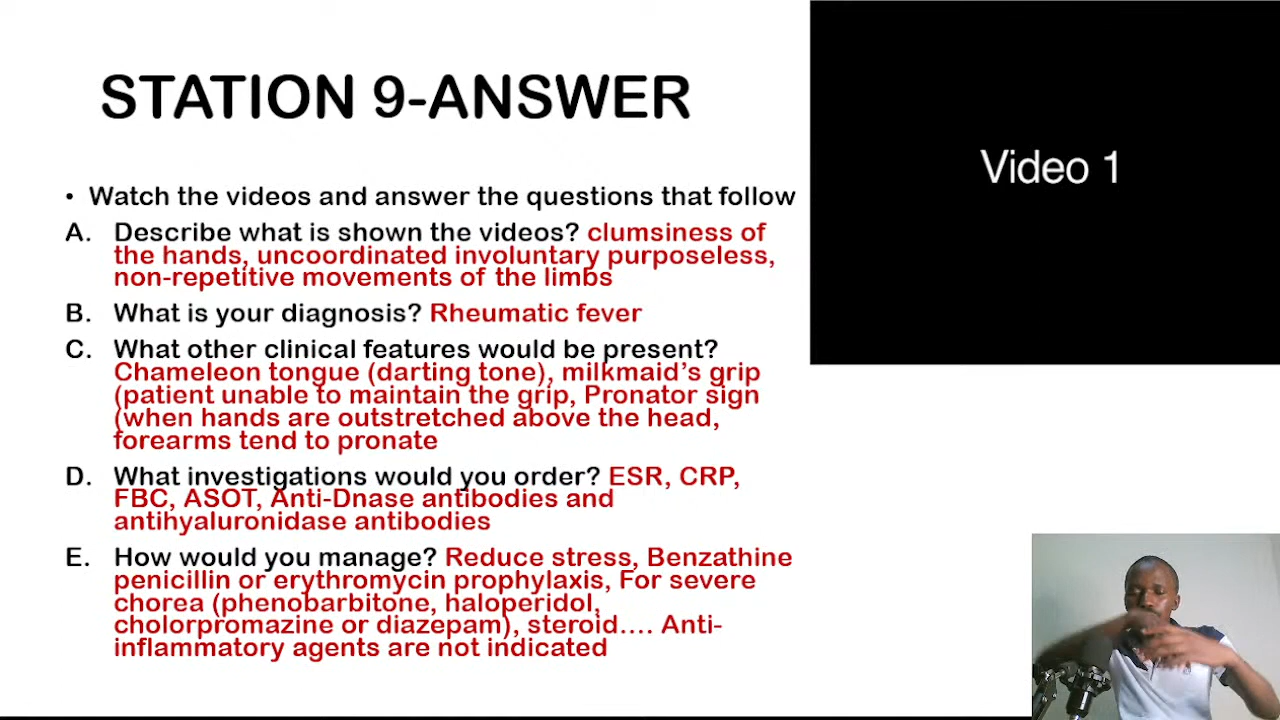 STATION 9-ANSWER
Video 1
• Watch the videos and answer the questions that follow
A. Describe what is shown the videos? clumsiness of
the hands, uncoordinated involuntary purposeless,
non-repetitive movements of the limbs
B. What is your diagnosis? Rheumatic fever
C. What other clinical features would be present?
Chameleon tongue (darting tone), milkmaid's grip
(patient unable to maintain the grip, Pronator sign
(when hands are outstretched above the head,
forearms tend to pronate
D. What investigations would you order? ESR, CRP,
FBC, ASOT, Anti-Dnase antibodies and
antihyaluronidase antibodies
E. How would you manage? Reduce stress, Benzathine
penicillin or erythromycin prophylaxis, For severe
chorea (phenobarbitone, haloperidol,
cholorpromazine or diazepam), steroid.... Anti-
inflammatory agents are not indicated